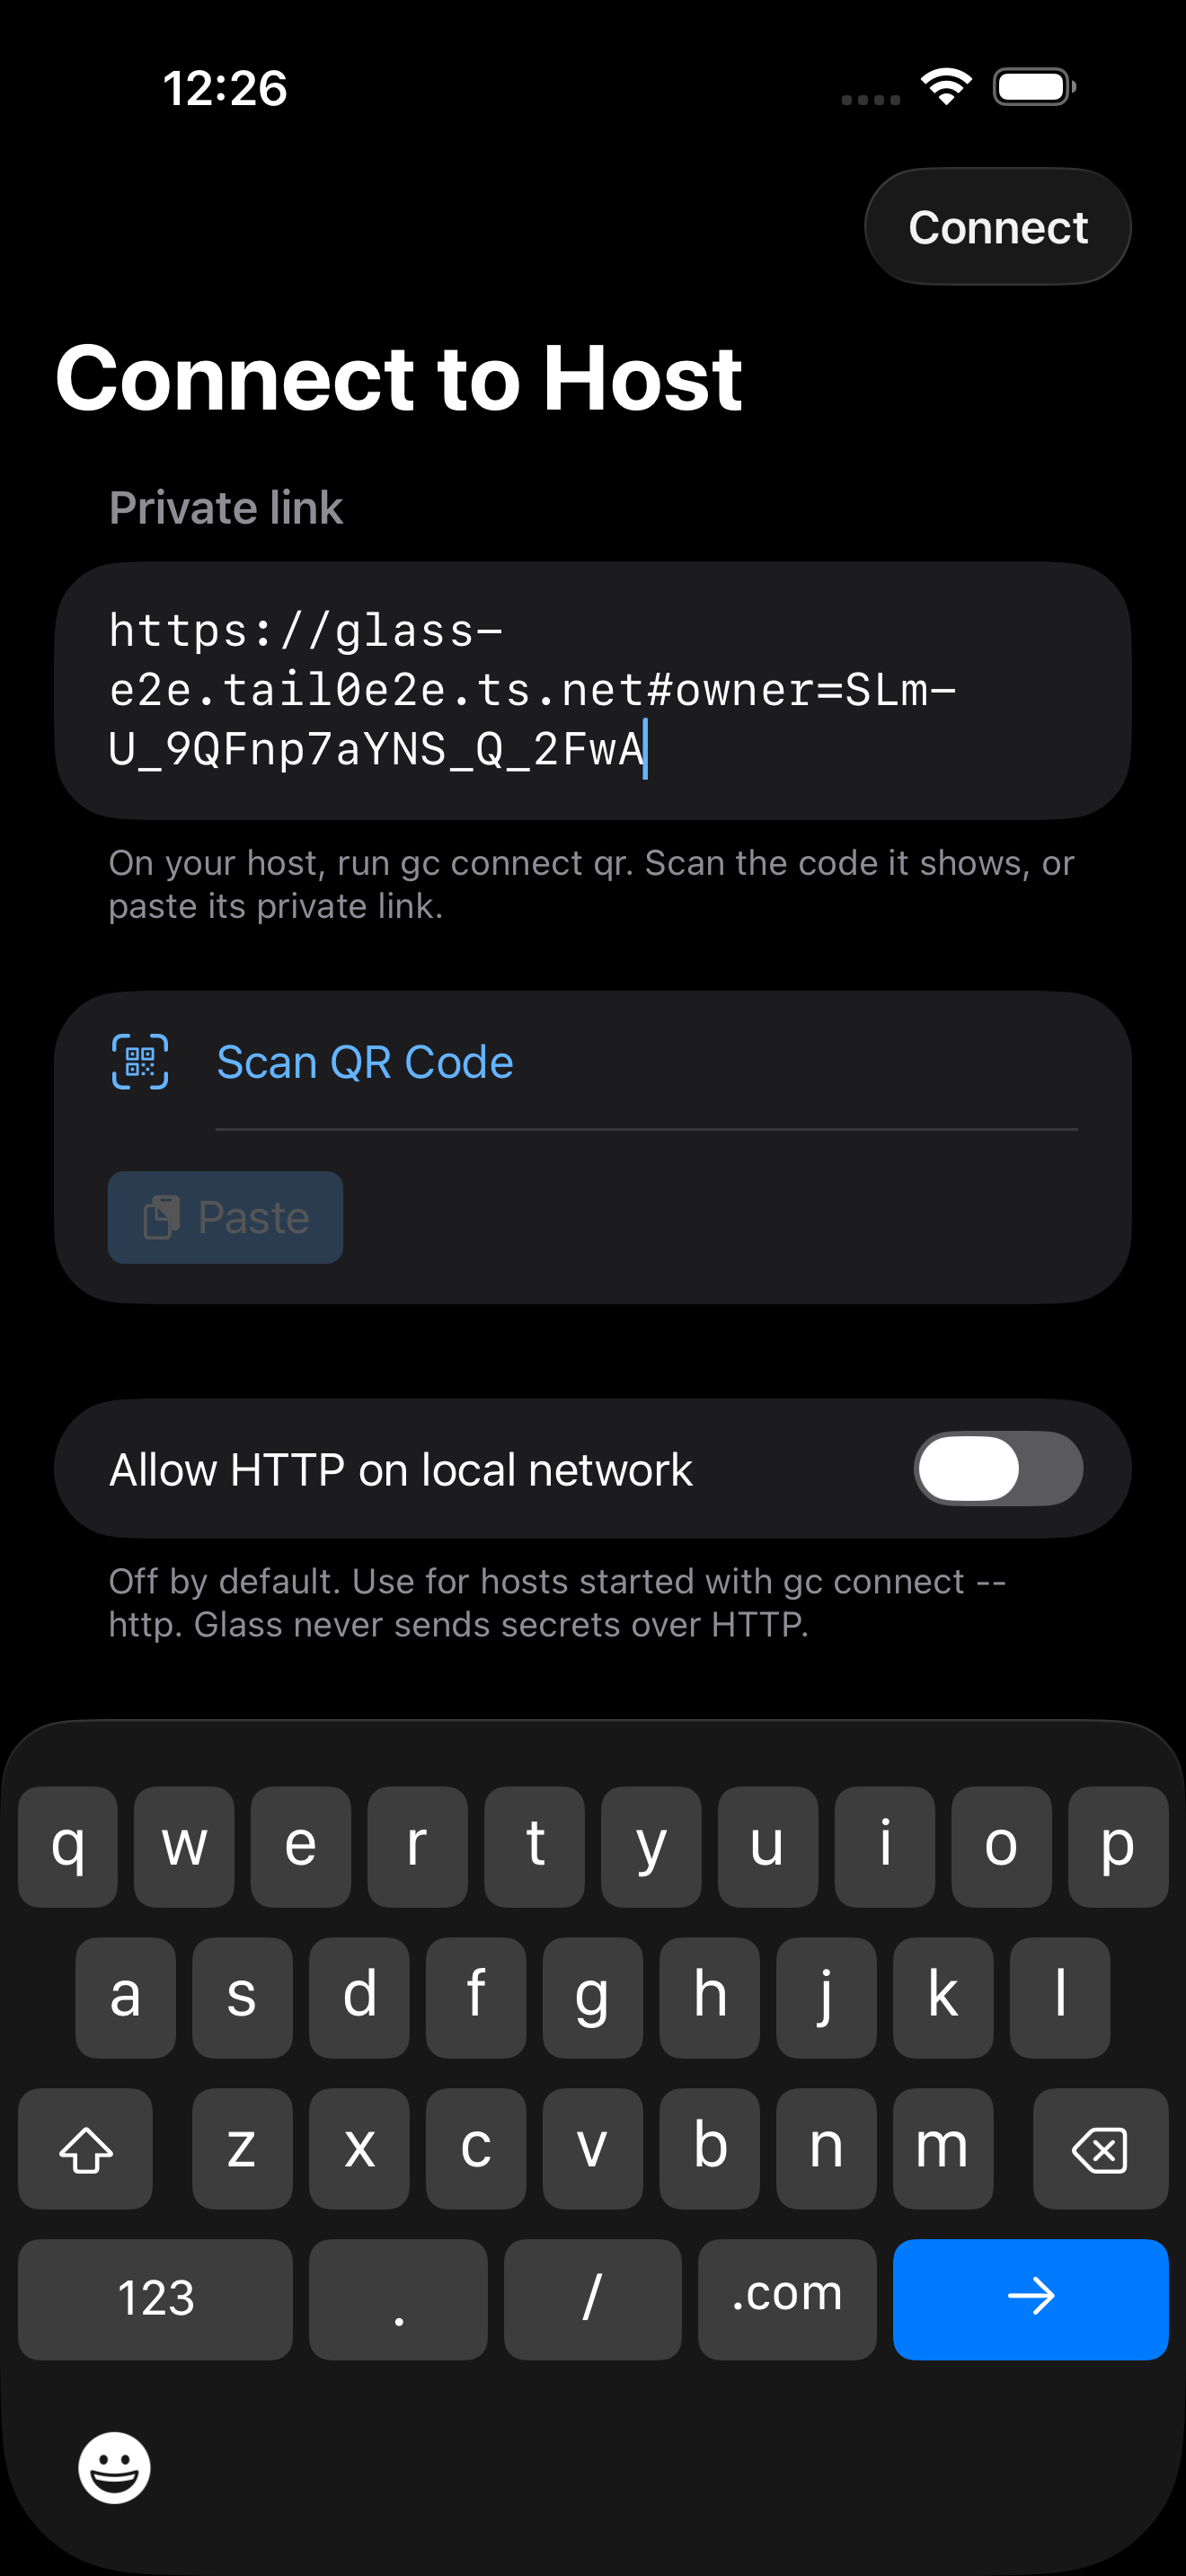 12:26
Connect
Connect to Host
Private link
https://glass-
e2e.tail0e2e.ts.net#owner=SLm-
U_9QFnp7aYNS_Q_2FwA
On your host, run gc connect qr. Scan the code it shows, or
paste its private link.
Scan QR Code
Paste
Allow HTTP on local network
Off by default. Use for hosts started with gc connect --
http. Glass never sends secrets over HTTP.
q w e r t y u i o p
a s d f g h j k l
z x c v b n m
123 . / .com